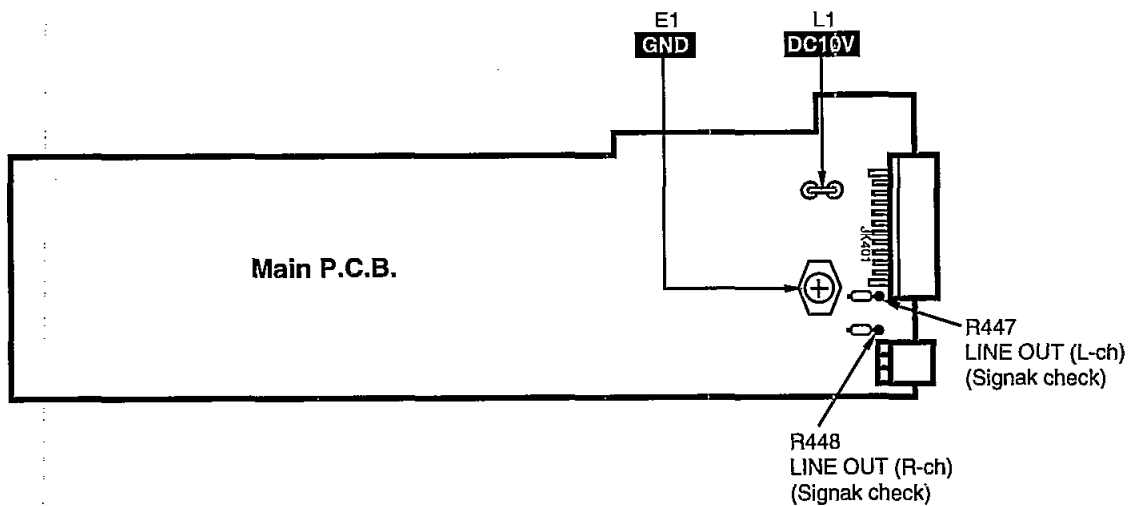 E1
GND
L1
DC10V
JK401
Main P.C.B.
R447
LINE OUT (L-ch)
(Signak check)
R448
LINE OUT (R-ch)
(Signak check)